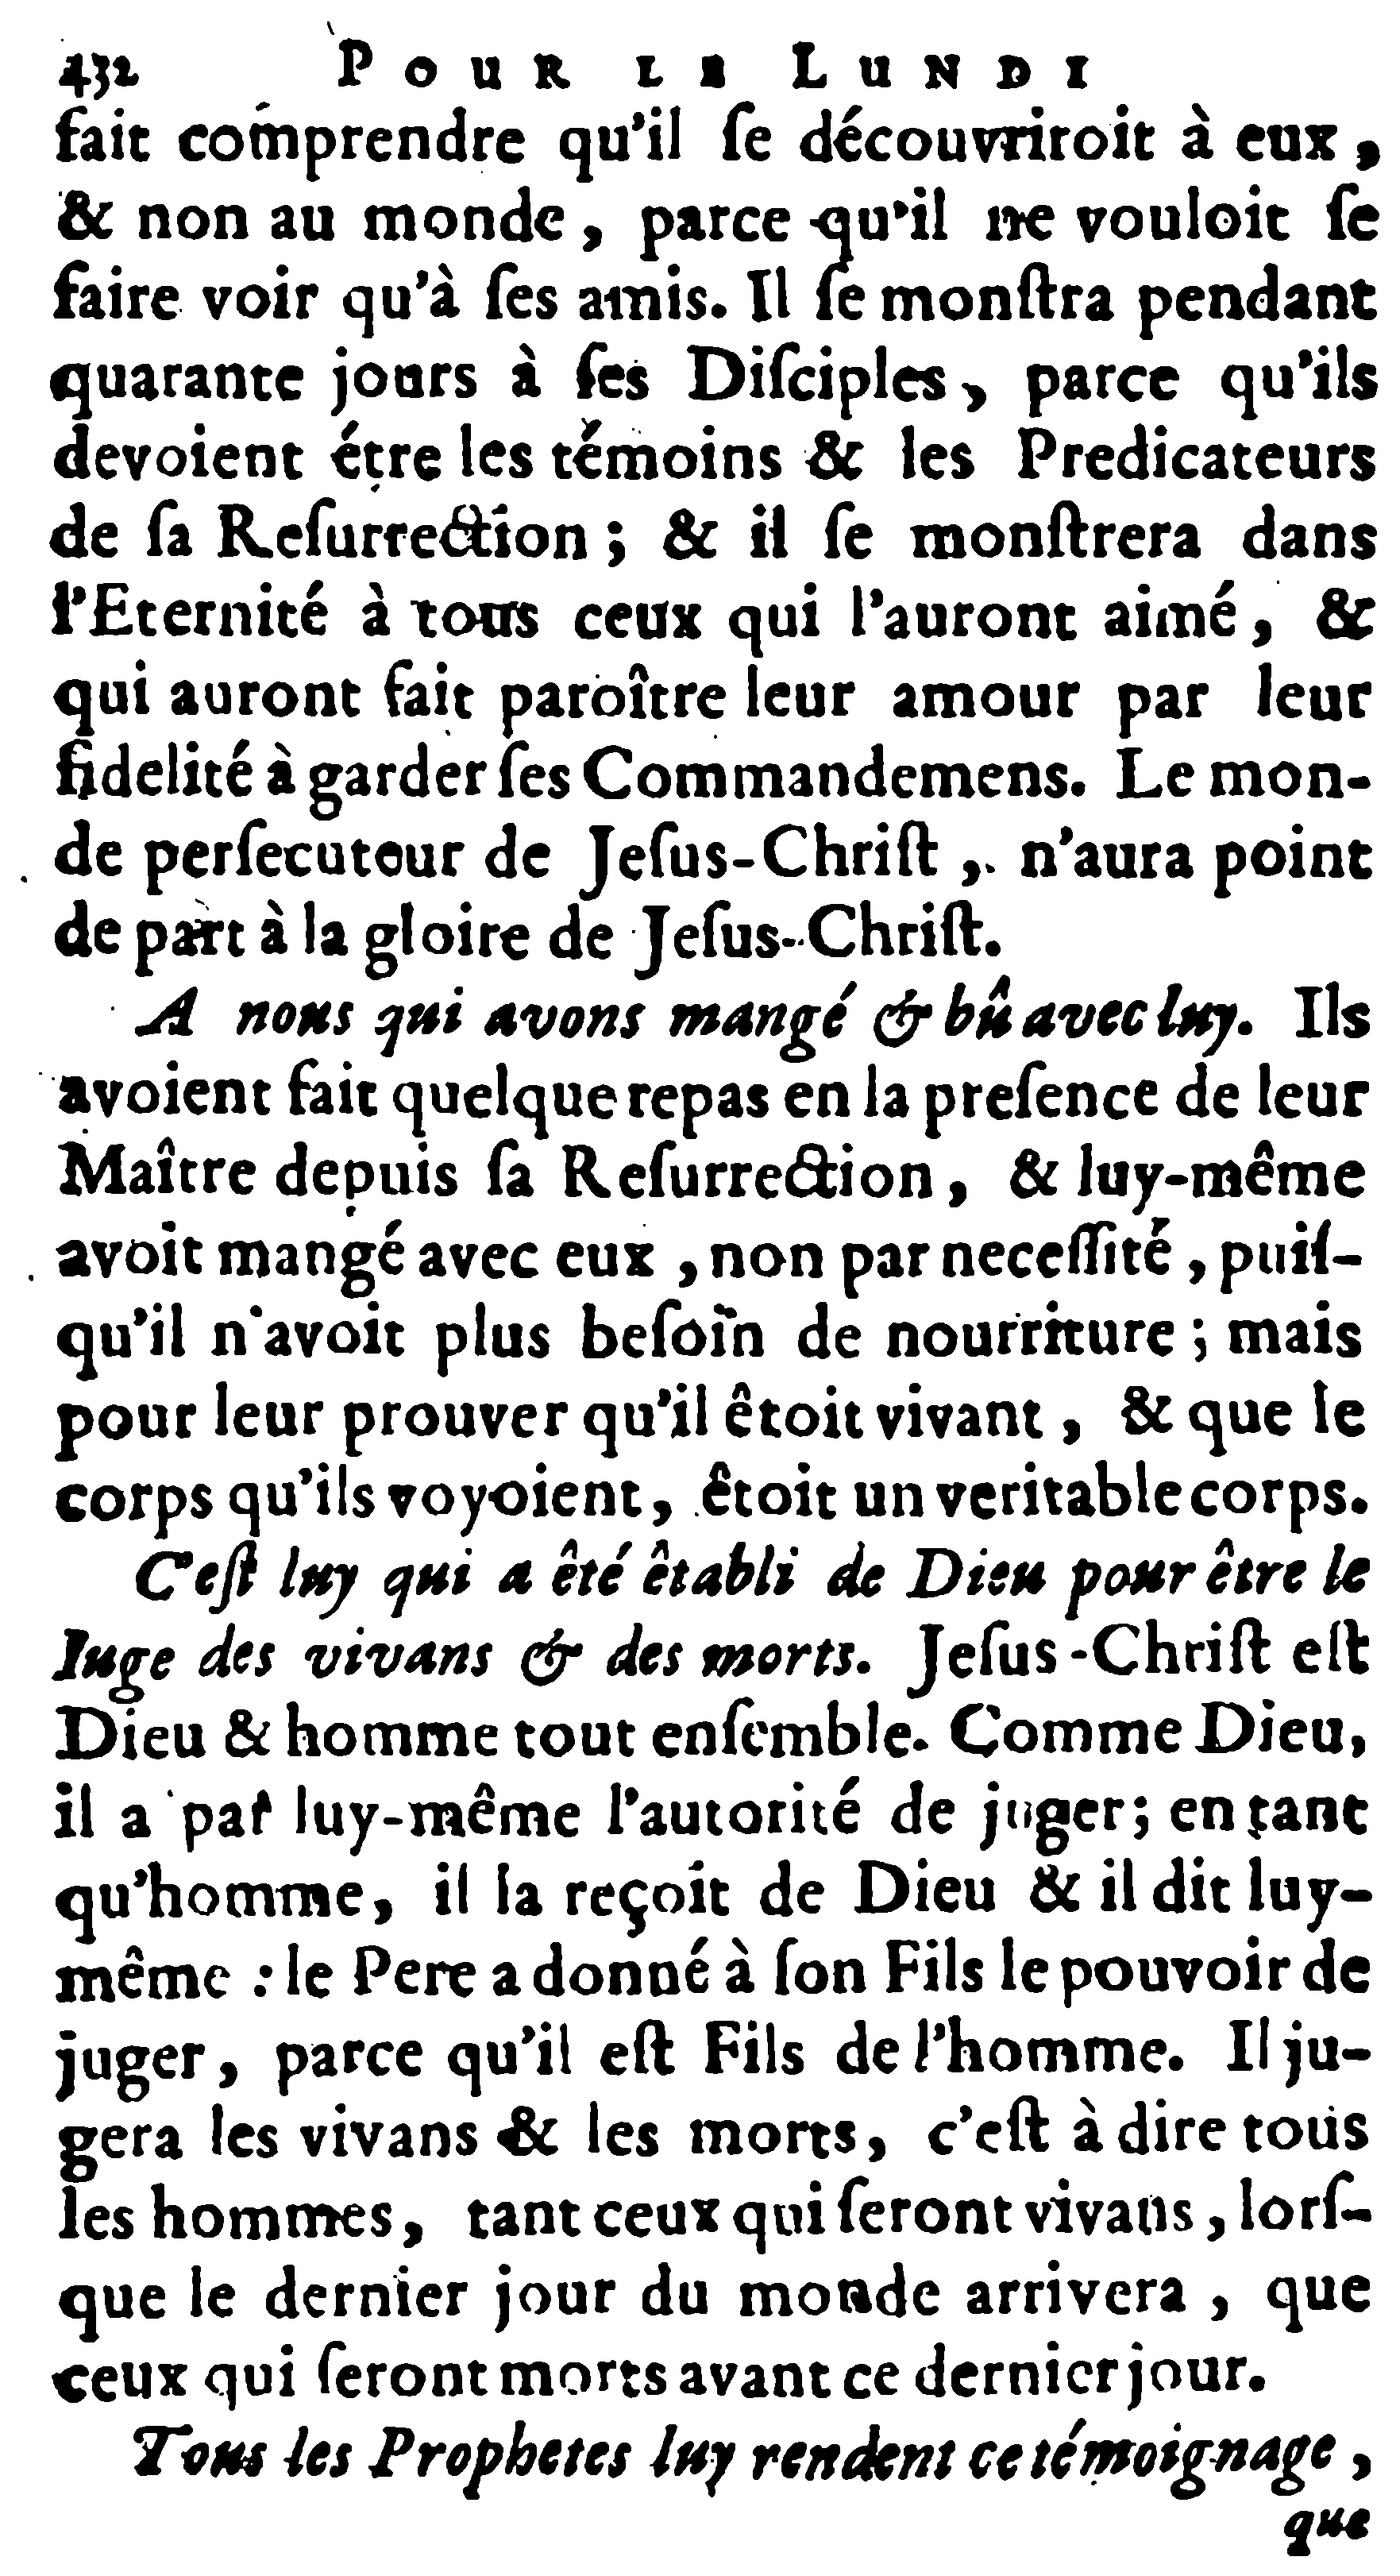 432 POUR LE LUNDI
fait comprendre qu'il ſe découvriroit à eux,
& non au monde, parce qu'il ne vouloit ſe
faire voir qu'à ſes amis. Il ſe monſtra pendant
quarante jours à ſes Diſciples, parce qu'ils
devoient étre les témoins & les Predicateurs
de ſa Reſurrection; & il ſe monſtrera dans
l'Eternité à tous ceux qui l'auront aimé, &
qui auront fait paroître leur amour par leur
fidelité à garder ſes Commandemens. Le mon-
de perſecuteur de Jeſus-Chriſt, n'aura point
de part à la gloire de Jeſus-Chriſt.
A nous qui avons mangé & bû avec luy. Ils
avoient fait quelque repas en la preſence de leur
Maître depuis ſa Reſurrection, & luy-même
avoit mangé avec eux, non par neceſſité, puiſ-
qu'il n'avoit plus beſoin de nourriture; mais
pour leur prouver qu'il êtoit vivant, & que le
corps qu'ils voyoient, êtoit un veritable corps.
C'eſt luy qui a êté êtabli de Dieu pour être le
Iuge des vivans & des morts. Jeſus-Chriſt eſt
Dieu & homme tout enſemble. Comme Dieu,
il a par luy-même l'autorité de juger; en tant
qu'homme, il la reçoit de Dieu & il dit luy-
même : le Pere a donné à ſon Fils le pouvoir de
juger, parce qu'il eſt Fils de l'homme. Il ju-
gera les vivans & les morts, c'eſt à dire tous
les hommes, tant ceux qui ſeront vivans, lorſ-
que le dernier jour du monde arrivera, que
ceux qui ſeront morts avant ce dernier jour.
Tous les Prophetes luy rendent ce témoignage,
que